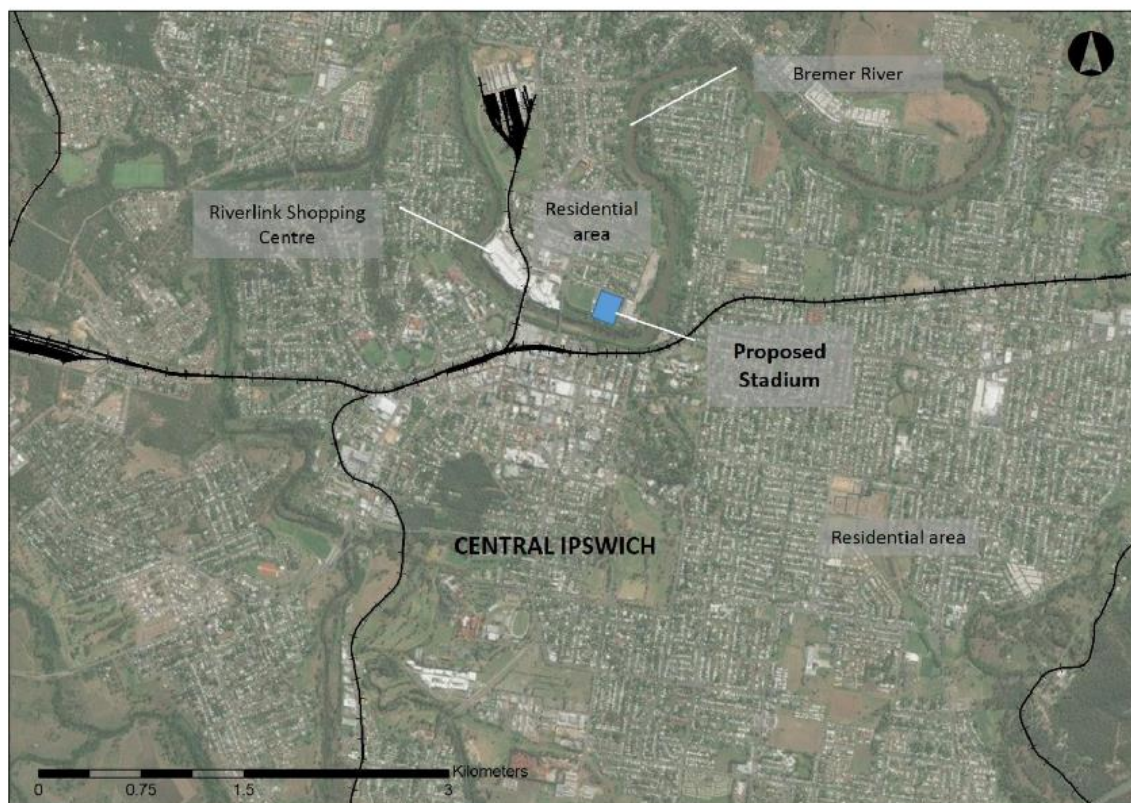 Bremer River
Riverlink Shopping
Centre
Residential
area
Proposed
Stadium
Residential area
CENTRAL IPSWICH
Kilometers
0 0.75 1.5 3